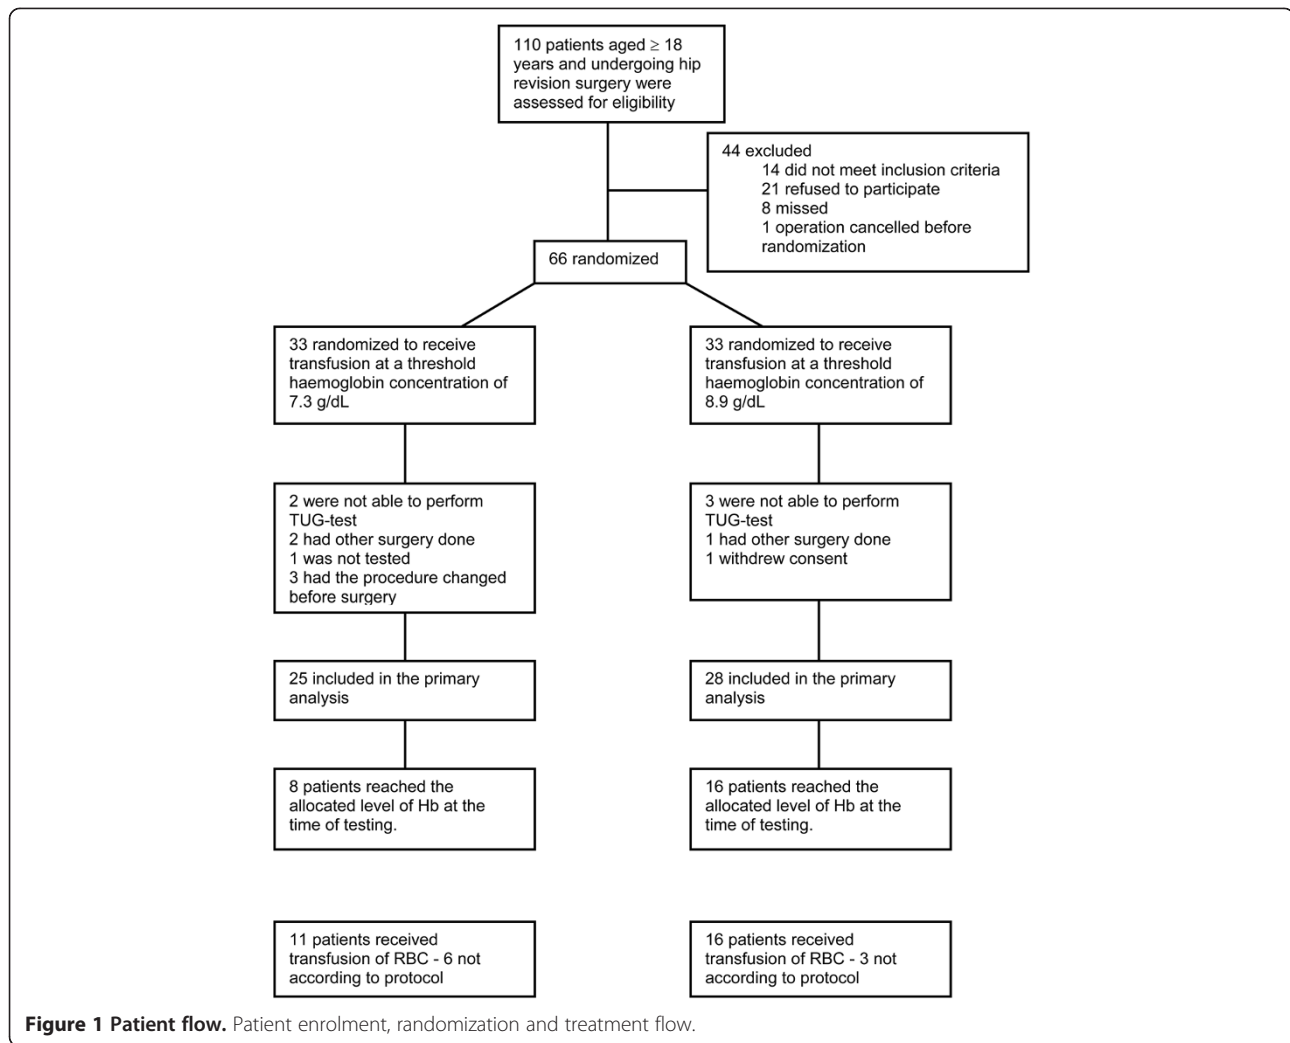 110 patients aged ≥ 18
years and undergoing hip
revision surgery were
assessed for eligibility
44 excluded
14 did not meet inclusion criteria
21 refused to participate
8 missed
1 operation cancelled before
randomization
66 randomized
33 randomized to receive
transfusion at a threshold
haemoglobin concentration of
7.3 g/dL
33 randomized to receive
transfusion at a threshold
haemoglobin concentration of
8.9 g/dL
2 were not able to perform
TUG-test
2 had other surgery done
1 was not tested
3 had the procedure changed
before surgery
3 were not able to perform
TUG-test
1 had other surgery done
1 withdrew consent
25 included in the primary
analysis
28 included in the primary
analysis
8 patients reached the
allocated level of Hb at the
time of testing.
16 patients reached the
allocated level of Hb at the
time of testing.
11 patients received
transfusion of RBC - 6 not
according to protocol
16 patients received
transfusion of RBC - 3 not
according to protocol
Figure 1 Patient flow. Patient enrolment, randomization and treatment flow.